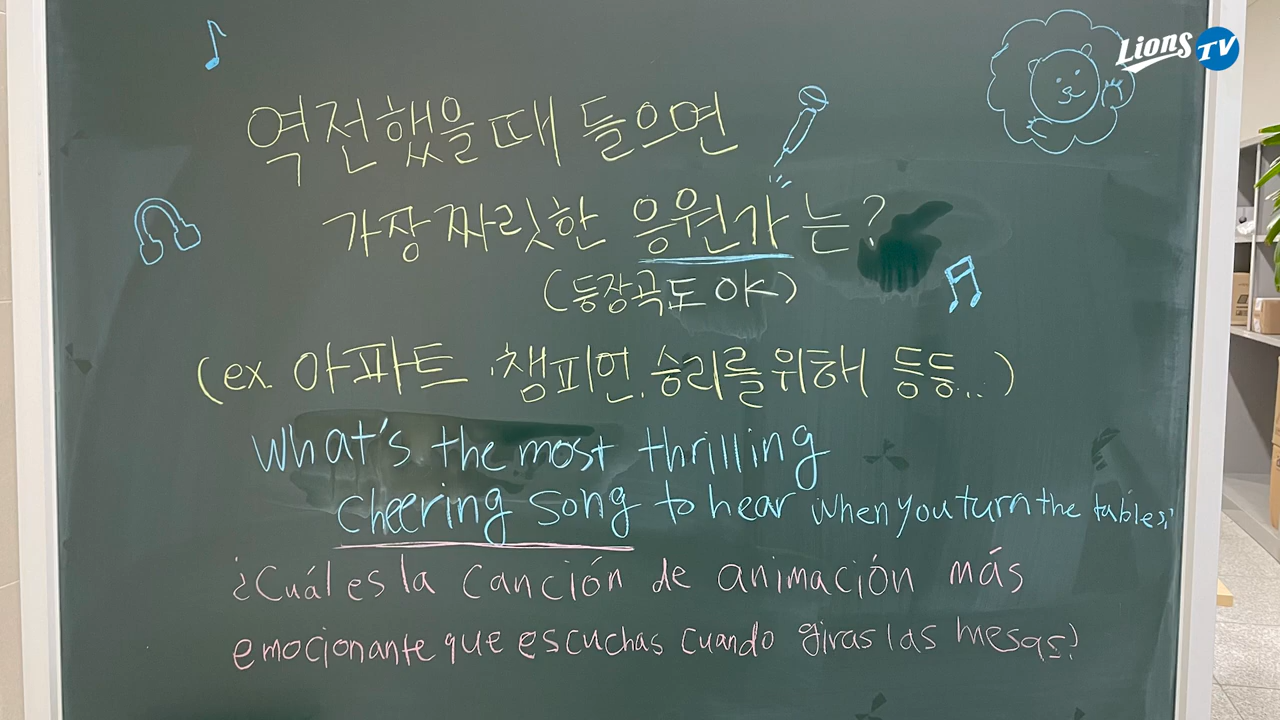 Lions TV
역전했을 때 들으면
가장 짜릿한 응원가는?
(등장곡도 OK)
(ex. 아파트, 챔피언, 승리를 위해 등등...)
What's the most thrilling
cheering song to hear when you turn the tables?
¿Cuál es la canción de animación más
emocionante que escuchas cuando giras las mesas?